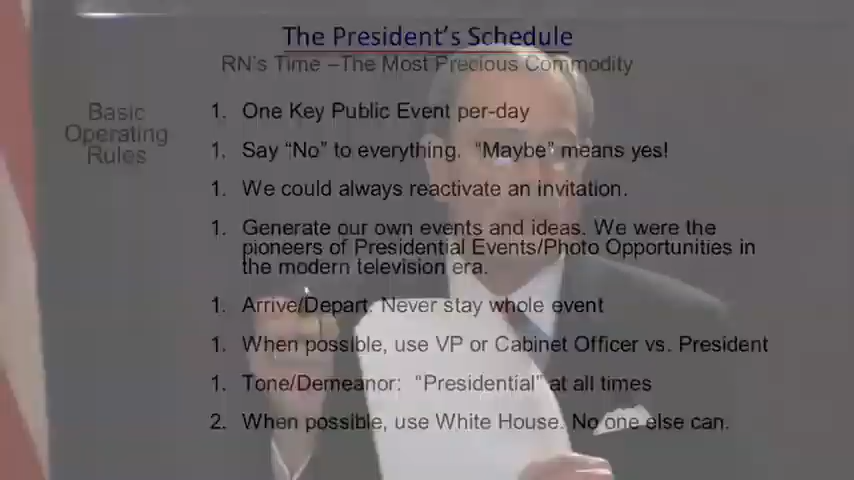 The President's Schedule
RN's Time –The Most Precious Commodity
Basic
Operating
Rules
1. One Key Public Event per-day
1. Say "No" to everything. "Maybe" means yes!
1. We could always reactivate an invitation.
1. Generate our own events and ideas. We were the
pioneers of Presidential Events/Photo Opportunities in
the modern television era.
1. Arrive/Depart. Never stay whole event
1. When possible, use VP or Cabinet Officer vs. President
1. Tone/Demeanor: "Presidential" at all times
2. When possible, use White House. No one else can.